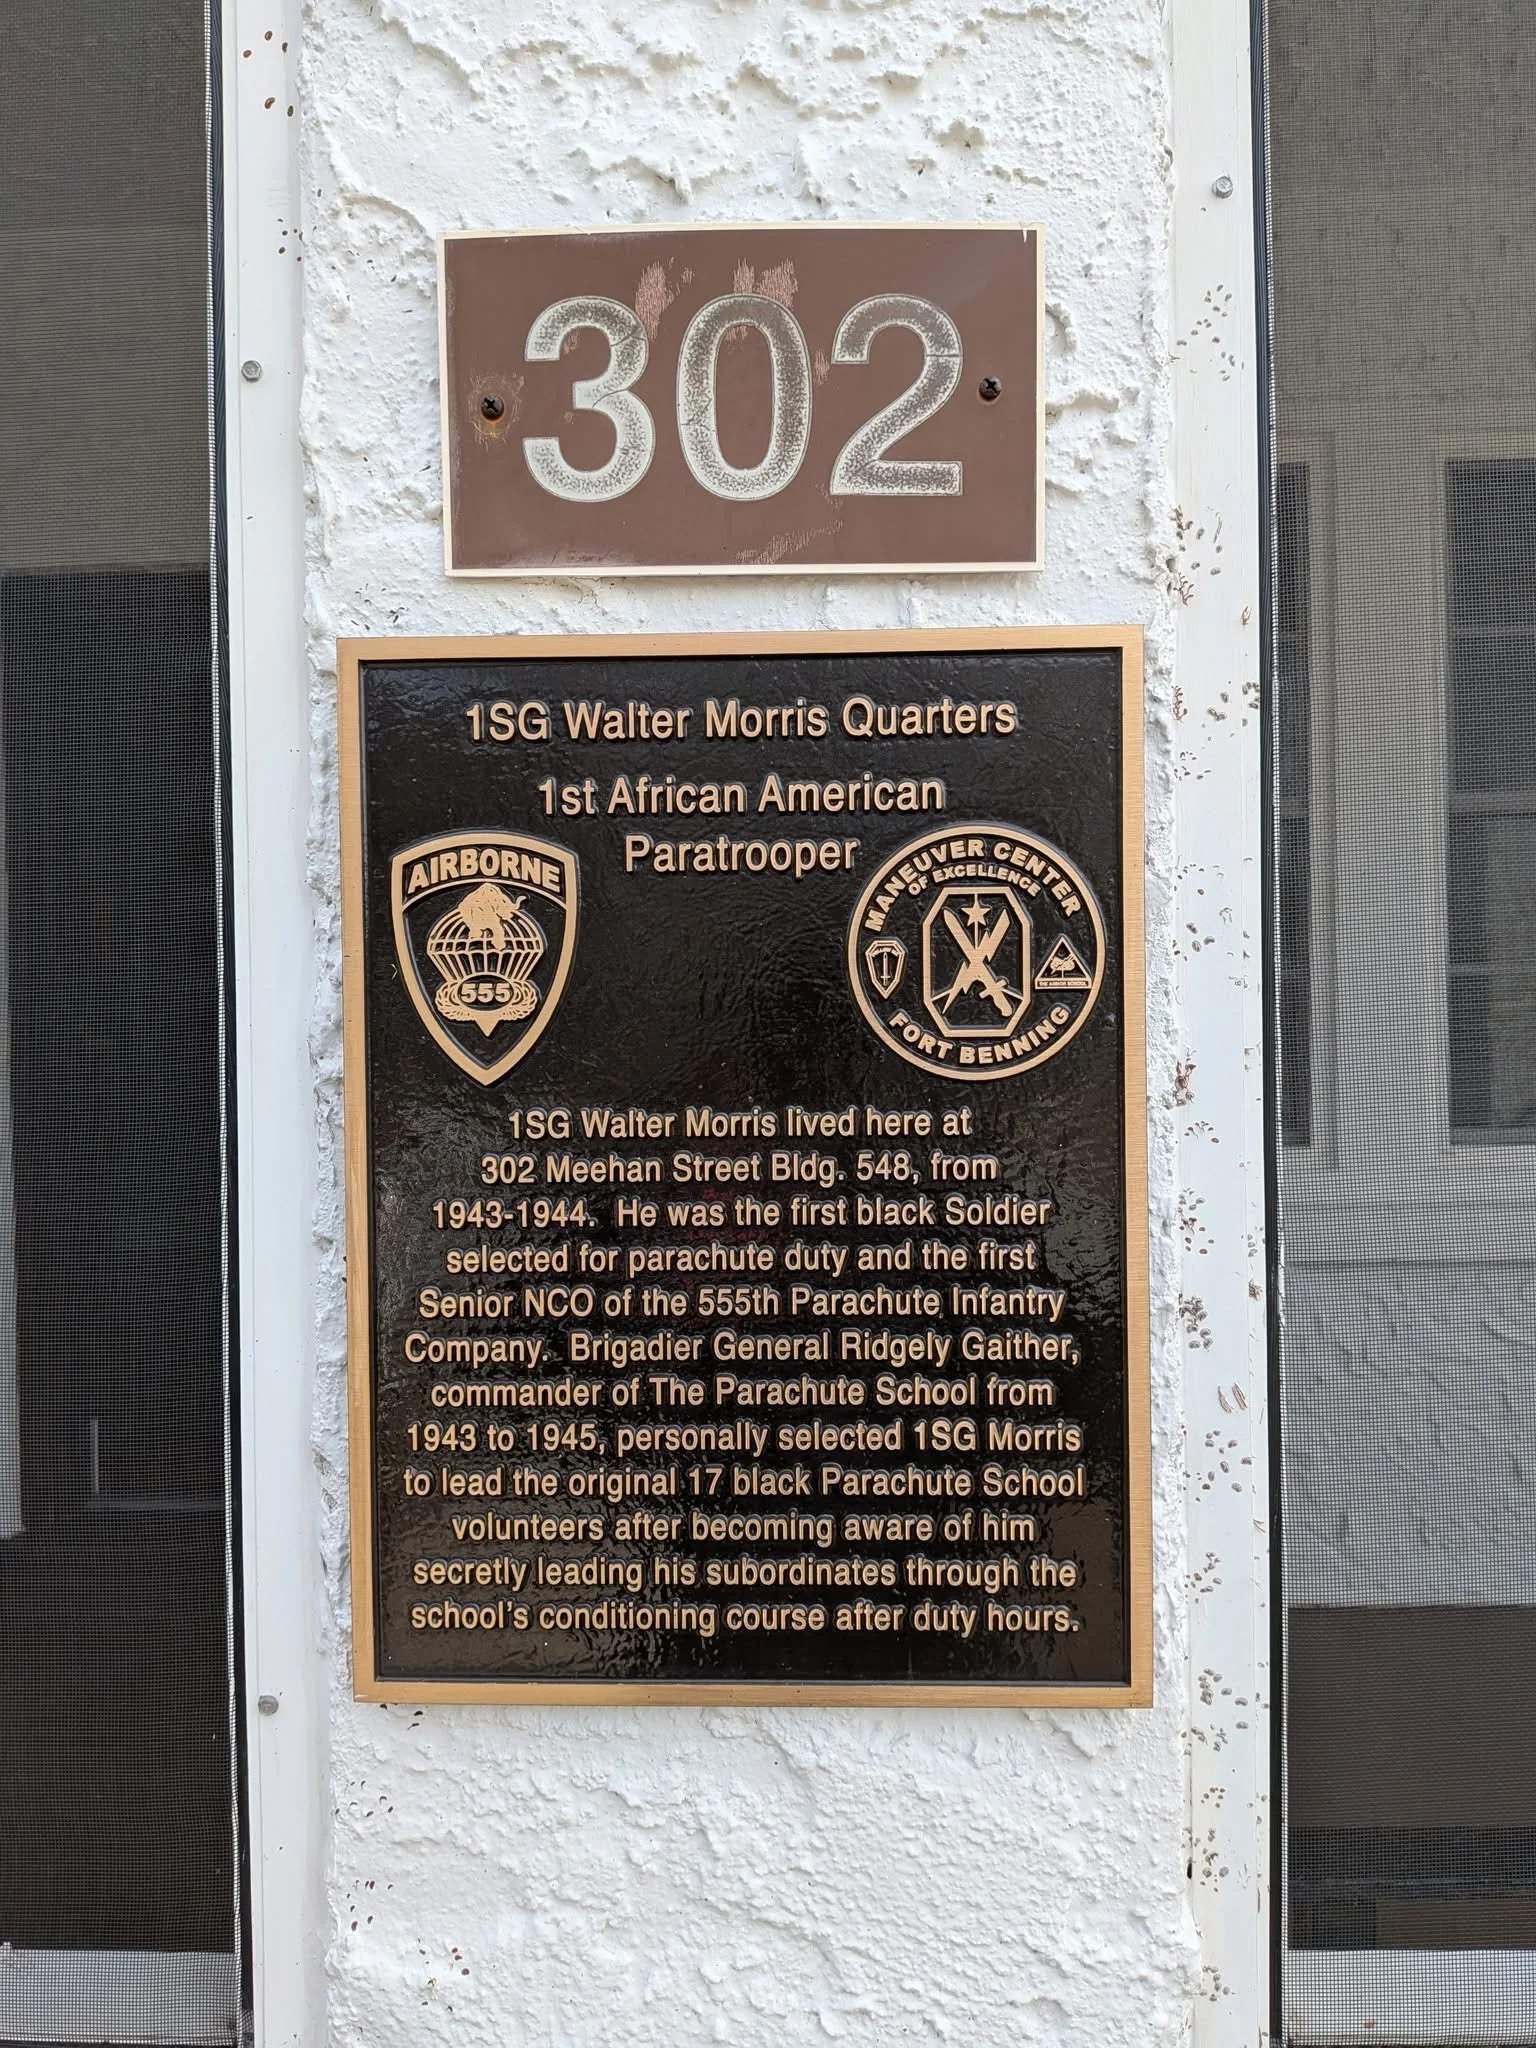 302
1SG Walter Morris Quarters
1st African American
Paratrooper
AIRBORNE
555
MANEUVER CENTER
OF EXCELLENCE
THE ARMOR SCHOOL
FORT BENNING
1SG Walter Morris lived here at
302 Meehan Street Bldg. 548, from
1943-1944.  He was the first black Soldier
selected for parachute duty and the first
Senior NCO of the 555th Parachute Infantry
Company.  Brigadier General Ridgely Gaither,
commander of The Parachute School from
1943 to 1945, personally selected 1SG Morris
to lead the original 17 black Parachute School
volunteers after becoming aware of him
secretly leading his subordinates through the
school's conditioning course after duty hours.